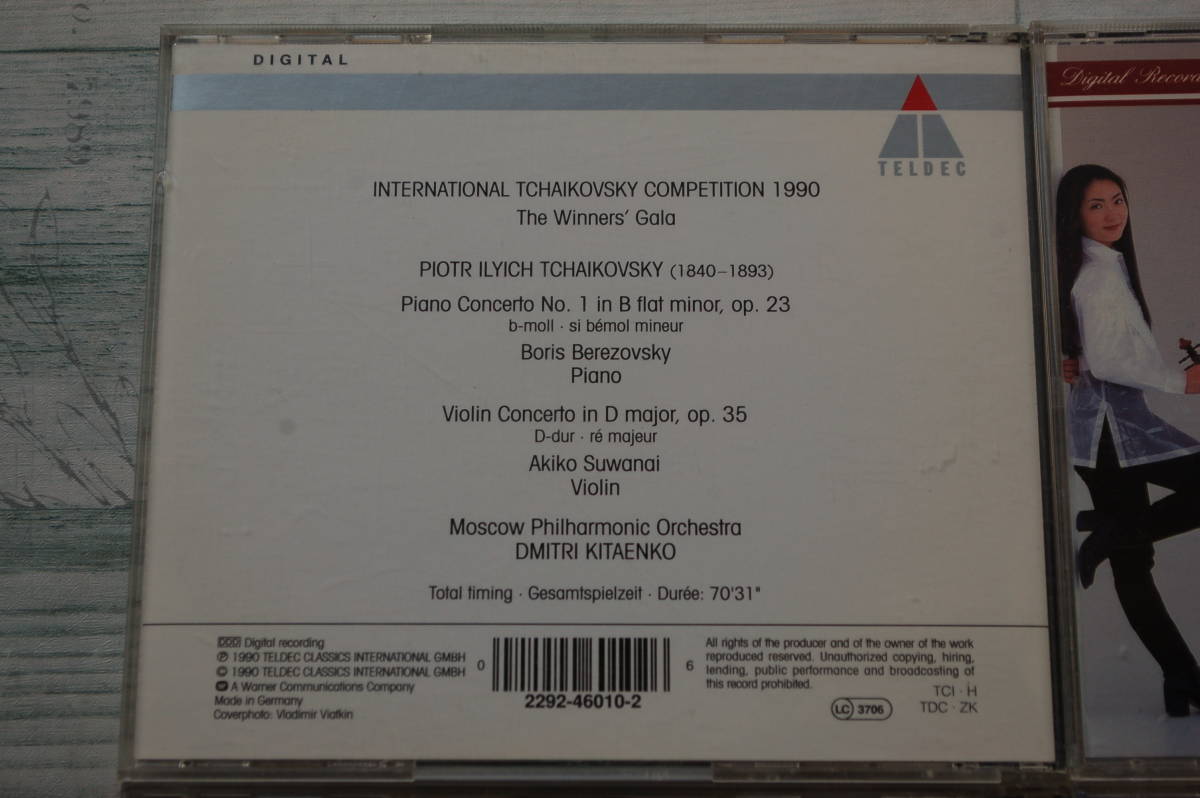 DIGITAL
TELDEC
INTERNATIONAL TCHAIKOVSKY COMPETITION 1990
The Winners' Gala
PIOTR ILYICH TCHAIKOVSKY (1840–1893)
Piano Concerto No. 1 in B flat minor, op. 23
b-moll · si bémol mineur
Boris Berezovsky
Piano
Violin Concerto in D major, op. 35
D-dur · ré majeur
Akiko Suwanai
Violin
Moscow Philharmonic Orchestra
DMITRI KITAENKO
Total timing · Gesamtspielzeit · Durée: 70'31"
DDD Digital recording
℗ 1990 TELDEC CLASSICS INTERNATIONAL GMBH
© 1990 TELDEC CLASSICS INTERNATIONAL GMBH
A Warner Communications Company
Made in Germany
Coverphoto: Vladimir Viatkin
0 6
2292-46010-2
All rights of the producer and of the owner of the work
reproduced reserved. Unauthorized copying, hiring,
lending, public performance and broadcasting of
this record prohibited.
LC 3706
TCI · H
TDC · ZK
Digital Recor